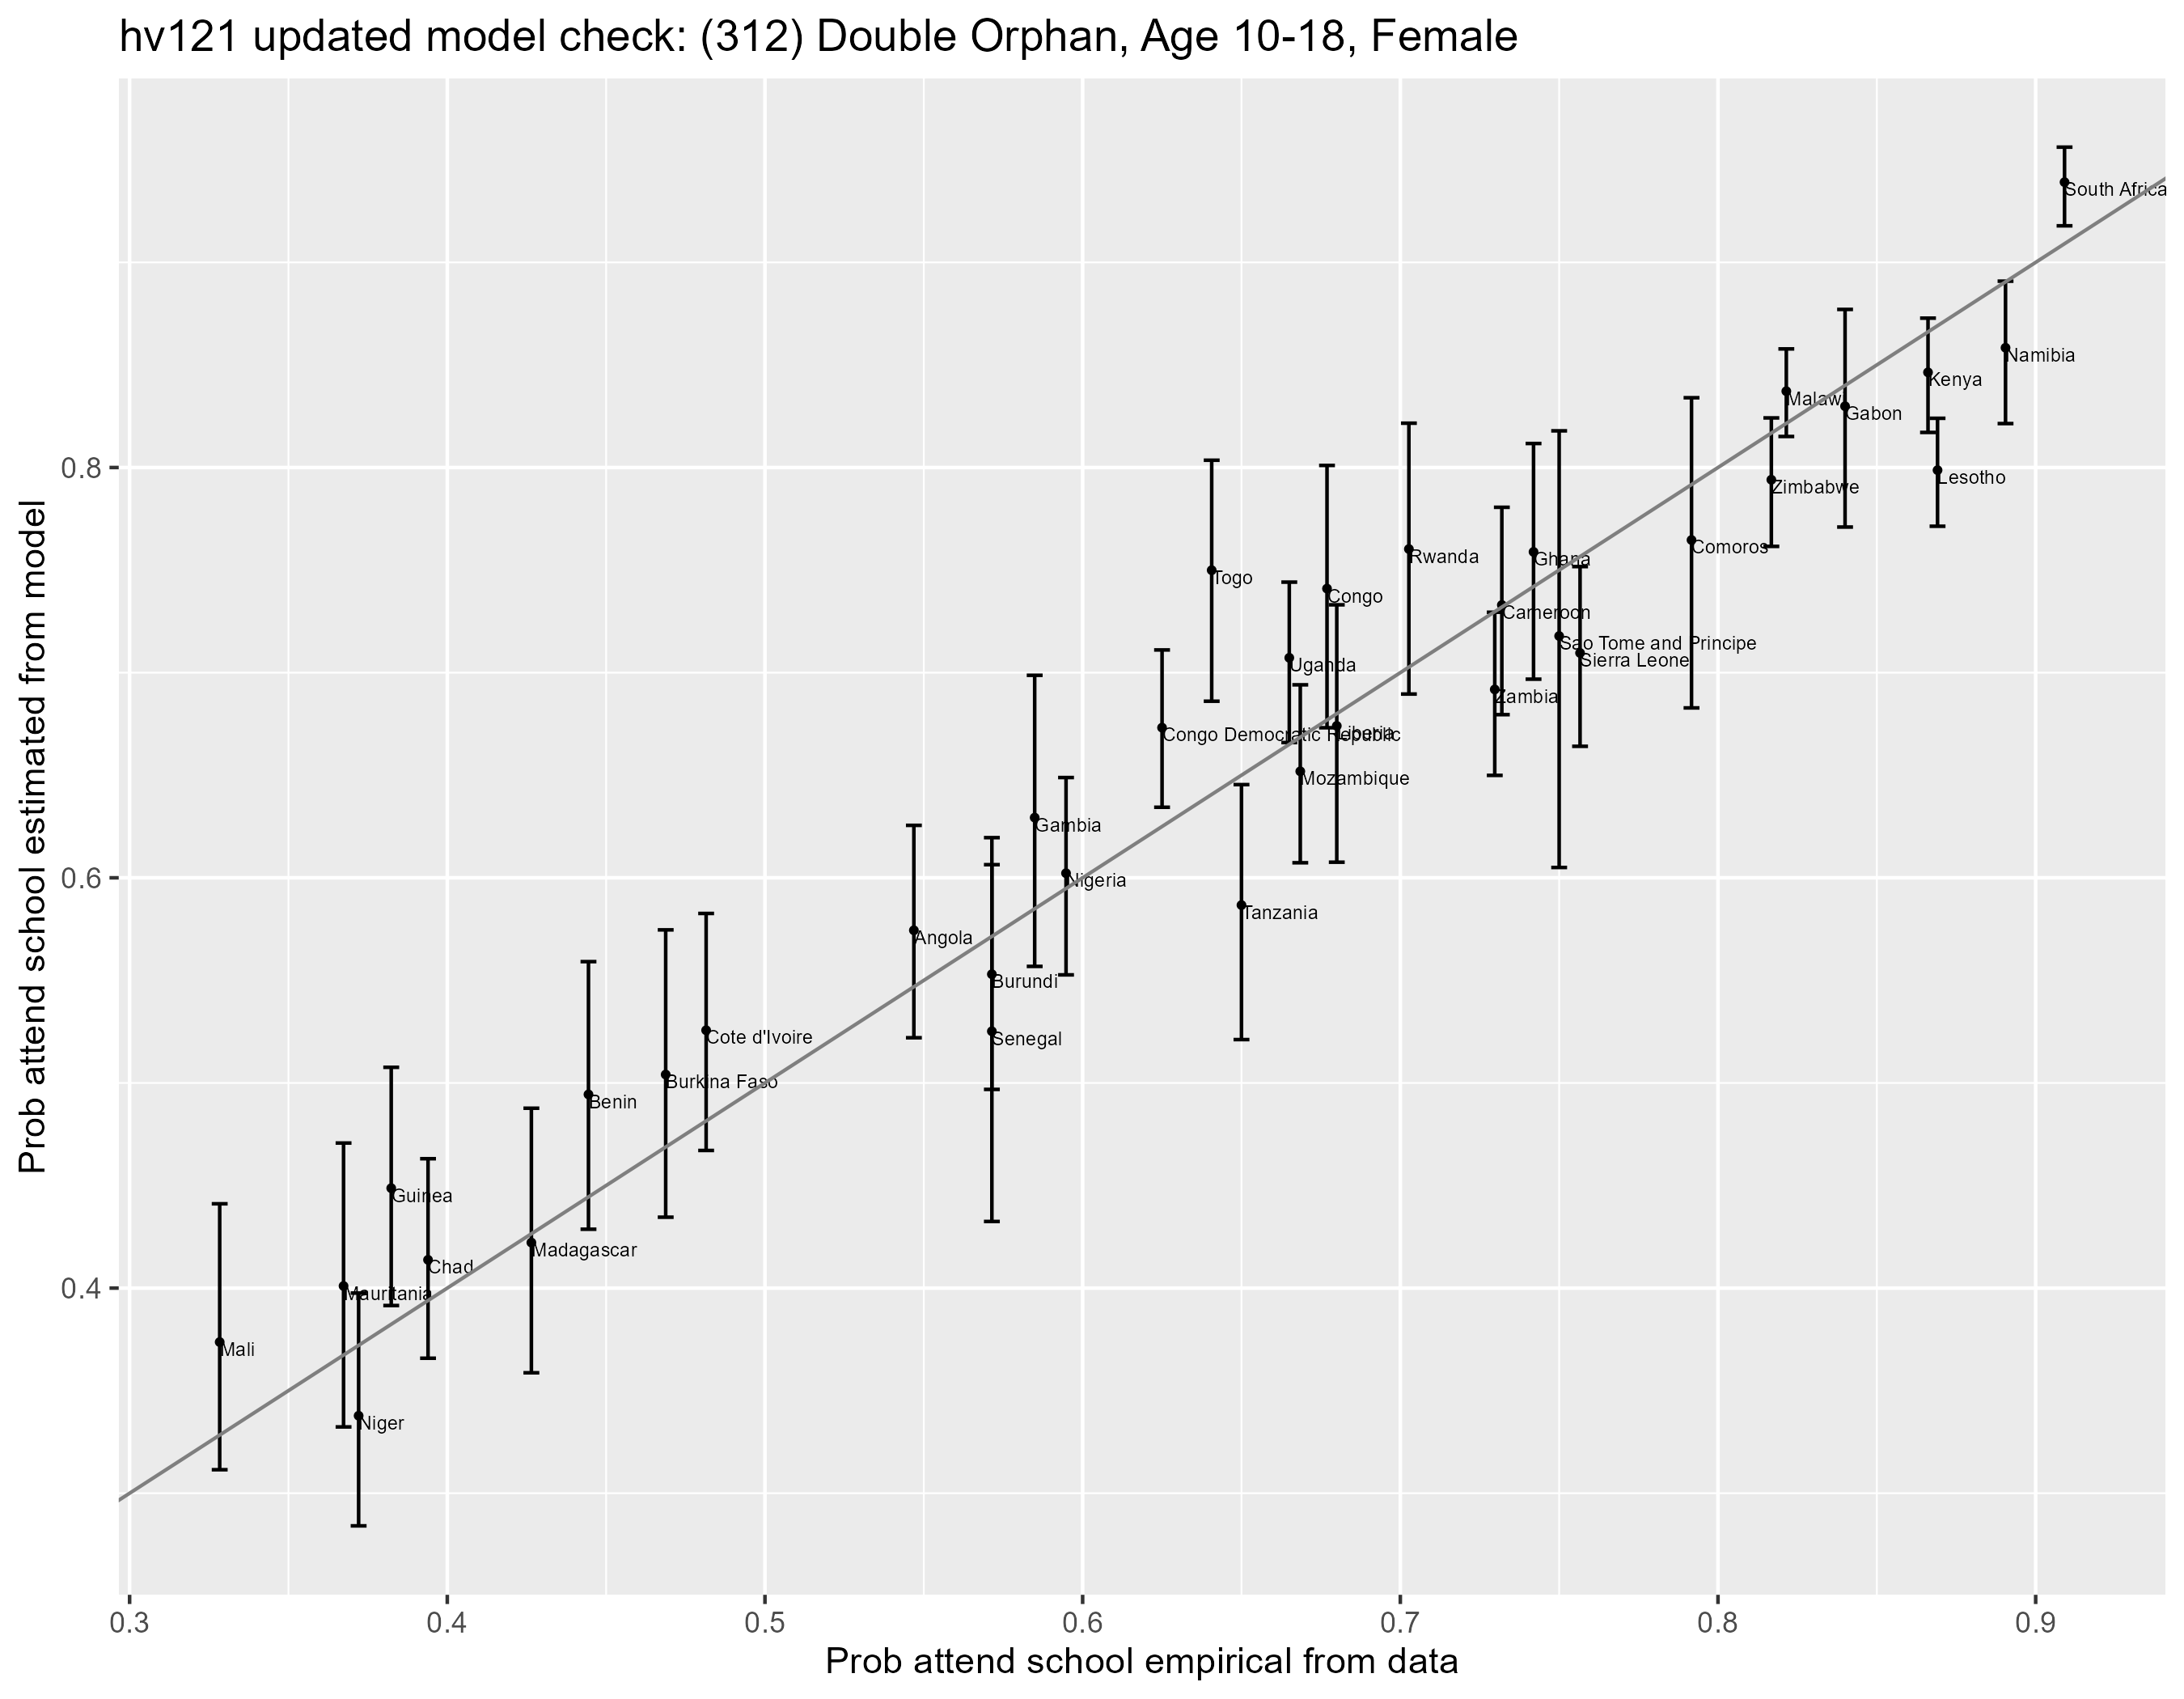 hv121 updated model check: (312) Double Orphan, Age 10-18, Female
South Africa
Namibia
Kenya
Malawi
Gabon
Lesotho
0.8
Zimbabwe
Comoros
Rwanda
Ghana
Togo
Congo
Cameroon
Sao Tome and Principe
Uganda
Sierra Leone
Zambia
Congo Democratic Republic
Liberia
Mozambique
Gambia
0.6
Nigeria
Tanzania
Angola
Burundi
Cote d'Ivoire
Senegal
Burkina Faso
Benin
Guinea
Madagascar
Chad
0.4
Mauritania
Mali
Niger
Prob attend school estimated from model
0.3 0.4 0.5 0.6 0.7 0.8 0.9
Prob attend school empirical from data